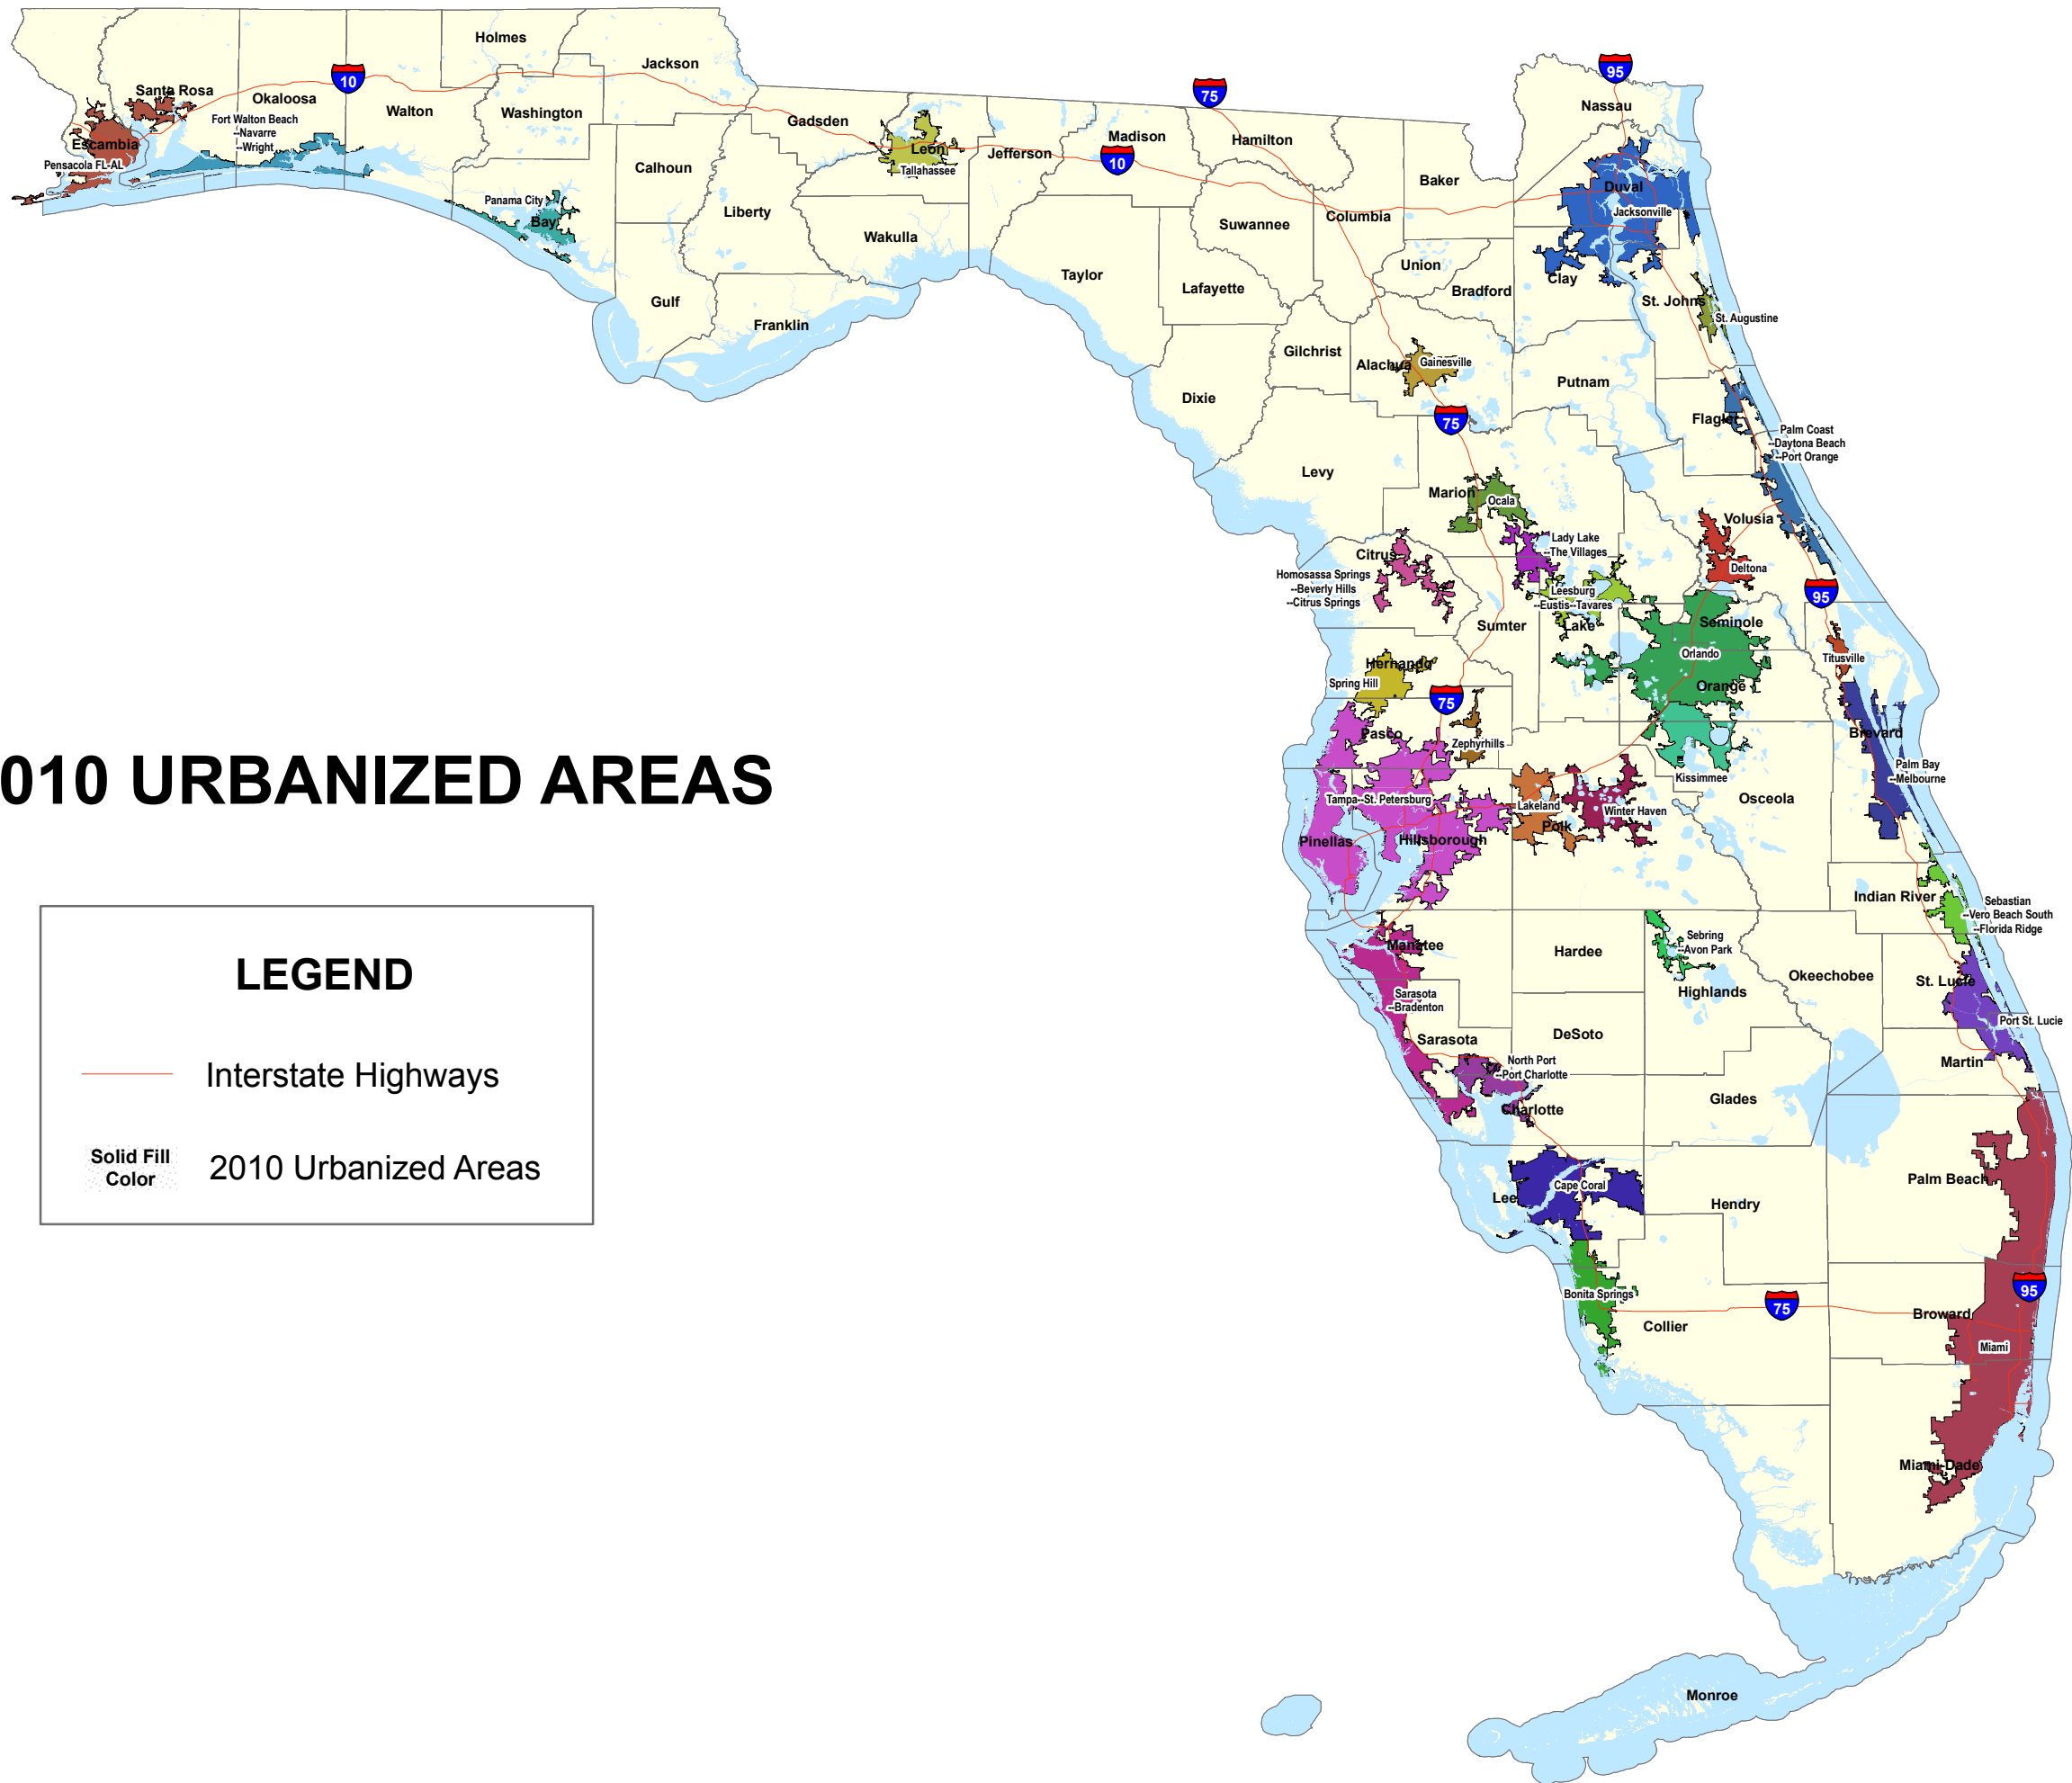 Holmes
Jackson
95
10
Santa Rosa
Okaloosa
75
Nassau
Walton
Washington
Fort Walton Beach
--Navarre
--Wright
Gadsden
Madison
Hamilton
Escambia
Leon
Jefferson
10
Pensacola FL-AL
Calhoun
Tallahassee
Baker
Duval
Panama City
Liberty
Jacksonville
Bay
Suwannee
Columbia
Wakulla
Union
Taylor
Lafayette
Bradford
Clay
Gulf
St. Johns
Franklin
St. Augustine
Gilchrist
Alachua
Gainesville
Putnam
Dixie
75
Flagler
Palm Coast
--Daytona Beach
--Port Orange
Levy
Marion
Ocala
Volusia
Citrus
Lady Lake
--The Villages
Deltona
Homosassa Springs
--Beverly Hills
--Citrus Springs
Leesburg
--Eustis--Tavares
95
Sumter
Lake
Seminole
Orlando
Titusville
Hernando
Spring Hill
Orange
75
Pasco
Zephyrhills
Brevard
Palm Bay
--Melbourne
Kissimmee
010 URBANIZED AREAS
Tampa--St. Petersburg
Lakeland
Winter Haven
Osceola
Polk
Pinellas
Hillsborough
Indian River
Sebastian
--Vero Beach South
--Florida Ridge
Manatee
Hardee
Sebring
--Avon Park
LEGEND
Okeechobee
St. Lucie
Highlands
Sarasota
--Bradenton
Port St. Lucie
Sarasota
DeSoto
Martin
North Port
--Port Charlotte
Interstate Highways
Glades
Charlotte
Solid Fill
Color
2010 Urbanized Areas
Palm Beach
Cape Coral
Lee
Hendry
Bonita Springs
95
75
Broward
Collier
Miami
Miami-Dade
Monroe